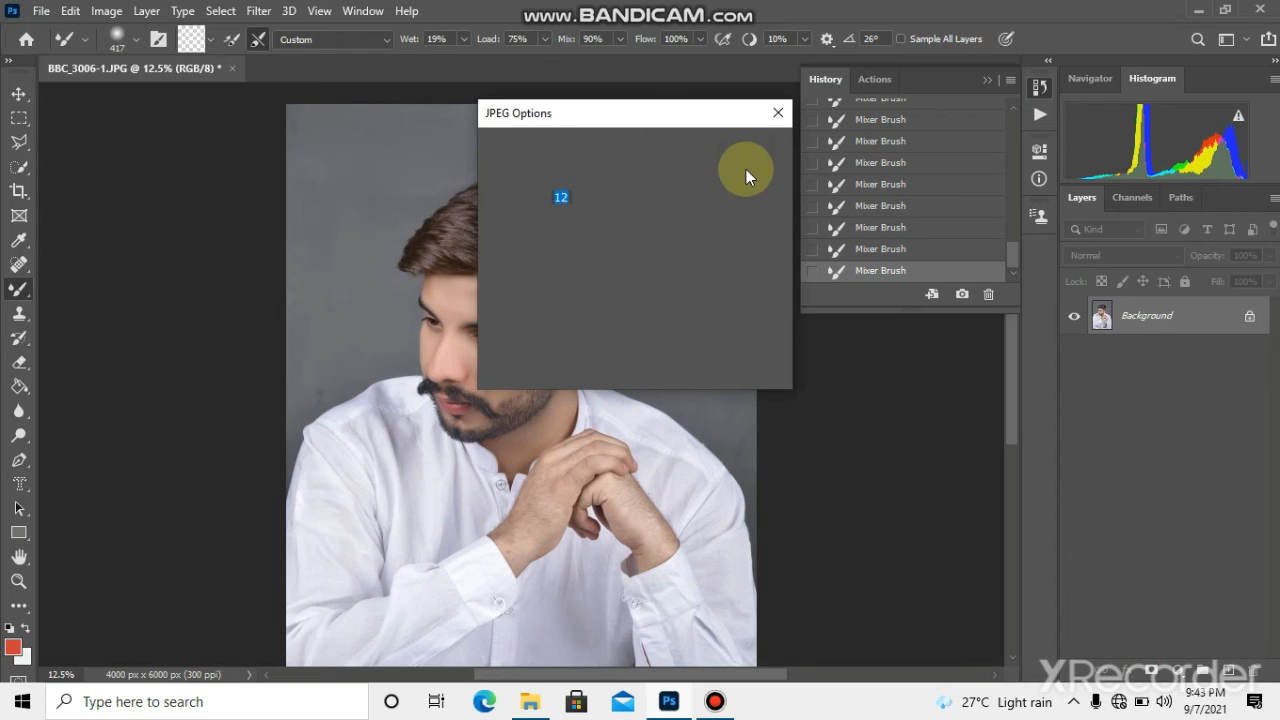 Ps File Edit Image Layer Type Select Filter 3D View Window Help
www.BANDICAM.com
417 Custom Wet: 19% Load: 75% Mix: 90% Flow: 100% 10% 26° Sample All Layers
BBC_3006-1.JPG @ 12.5% (RGB/8) *
History Actions
Navigator Histogram
JPEG Options
12
Mixer Brush
Mixer Brush
Mixer Brush
Mixer Brush
Mixer Brush
Mixer Brush
Mixer Brush
Mixer Brush
Mixer Brush
Layers Channels Paths
Kind
Normal Opacity: 100%
Lock: Fill: 100%
Background
12.5% 4000 px x 6000 px (300 ppi)
XRecorder
Type here to search
Ps
27°C Light rain
9:43 PM
9/7/2021